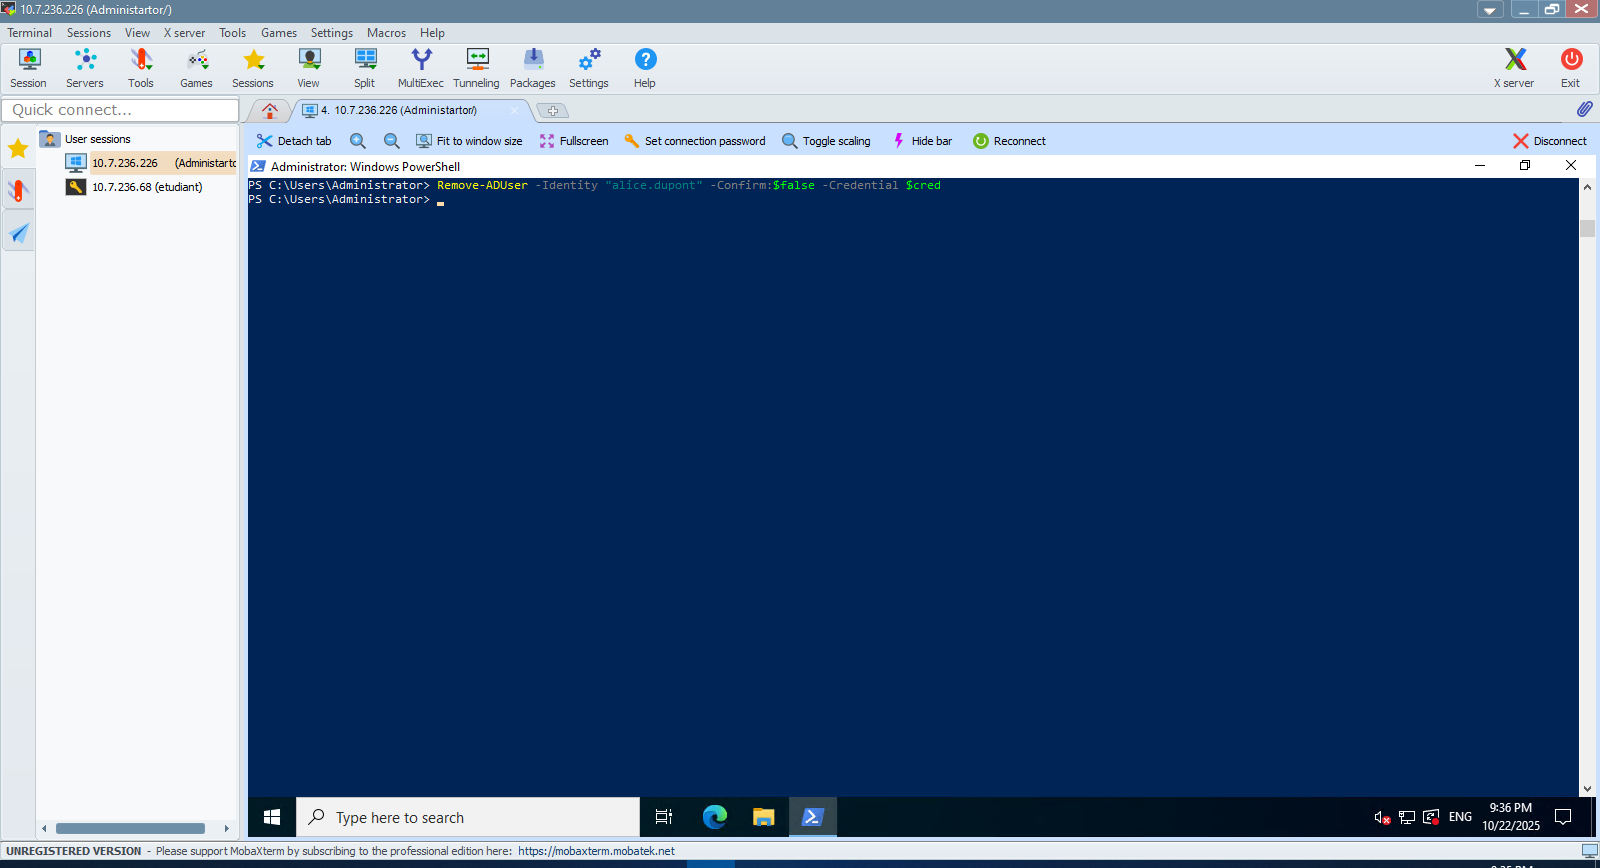 10.7.236.226 (Administartor/)
Terminal Sessions View X server Tools Games Settings Macros Help
Session Servers Tools Games Sessions View Split MultiExec Tunneling Packages Settings Help X server Exit
Quick connect...
4. 10.7.236.226 (Administartor/)
Detach tab Fit to window size Fullscreen Set connection password Toggle scaling Hide bar Reconnect Disconnect
User sessions
10.7.236.226 (Administarto
10.7.236.68 (etudiant)
Administrator: Windows PowerShell
PS C:\Users\Administrator> Remove-ADUser -Identity "alice.dupont" -Confirm:$false -Credential $cred
PS C:\Users\Administrator>
Type here to search
ENG
9:36 PM
10/22/2025
UNREGISTERED VERSION - Please support MobaXterm by subscribing to the professional edition here: https://mobaxterm.mobatek.net